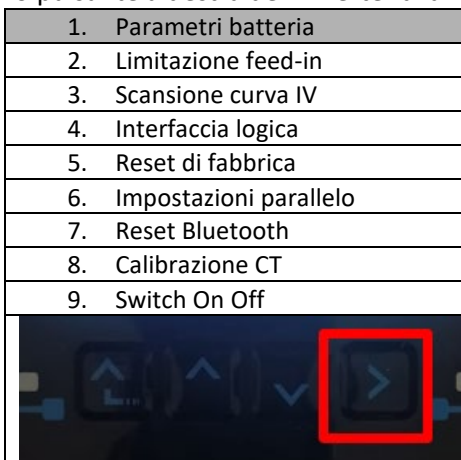 1. Parametri batteria
2. Limitazione feed-in
3. Scansione curva IV
4. Interfaccia logica
5. Reset di fabbrica
6. Impostazioni parallelo
7. Reset Bluetooth
8. Calibrazione CT
9. Switch On Off